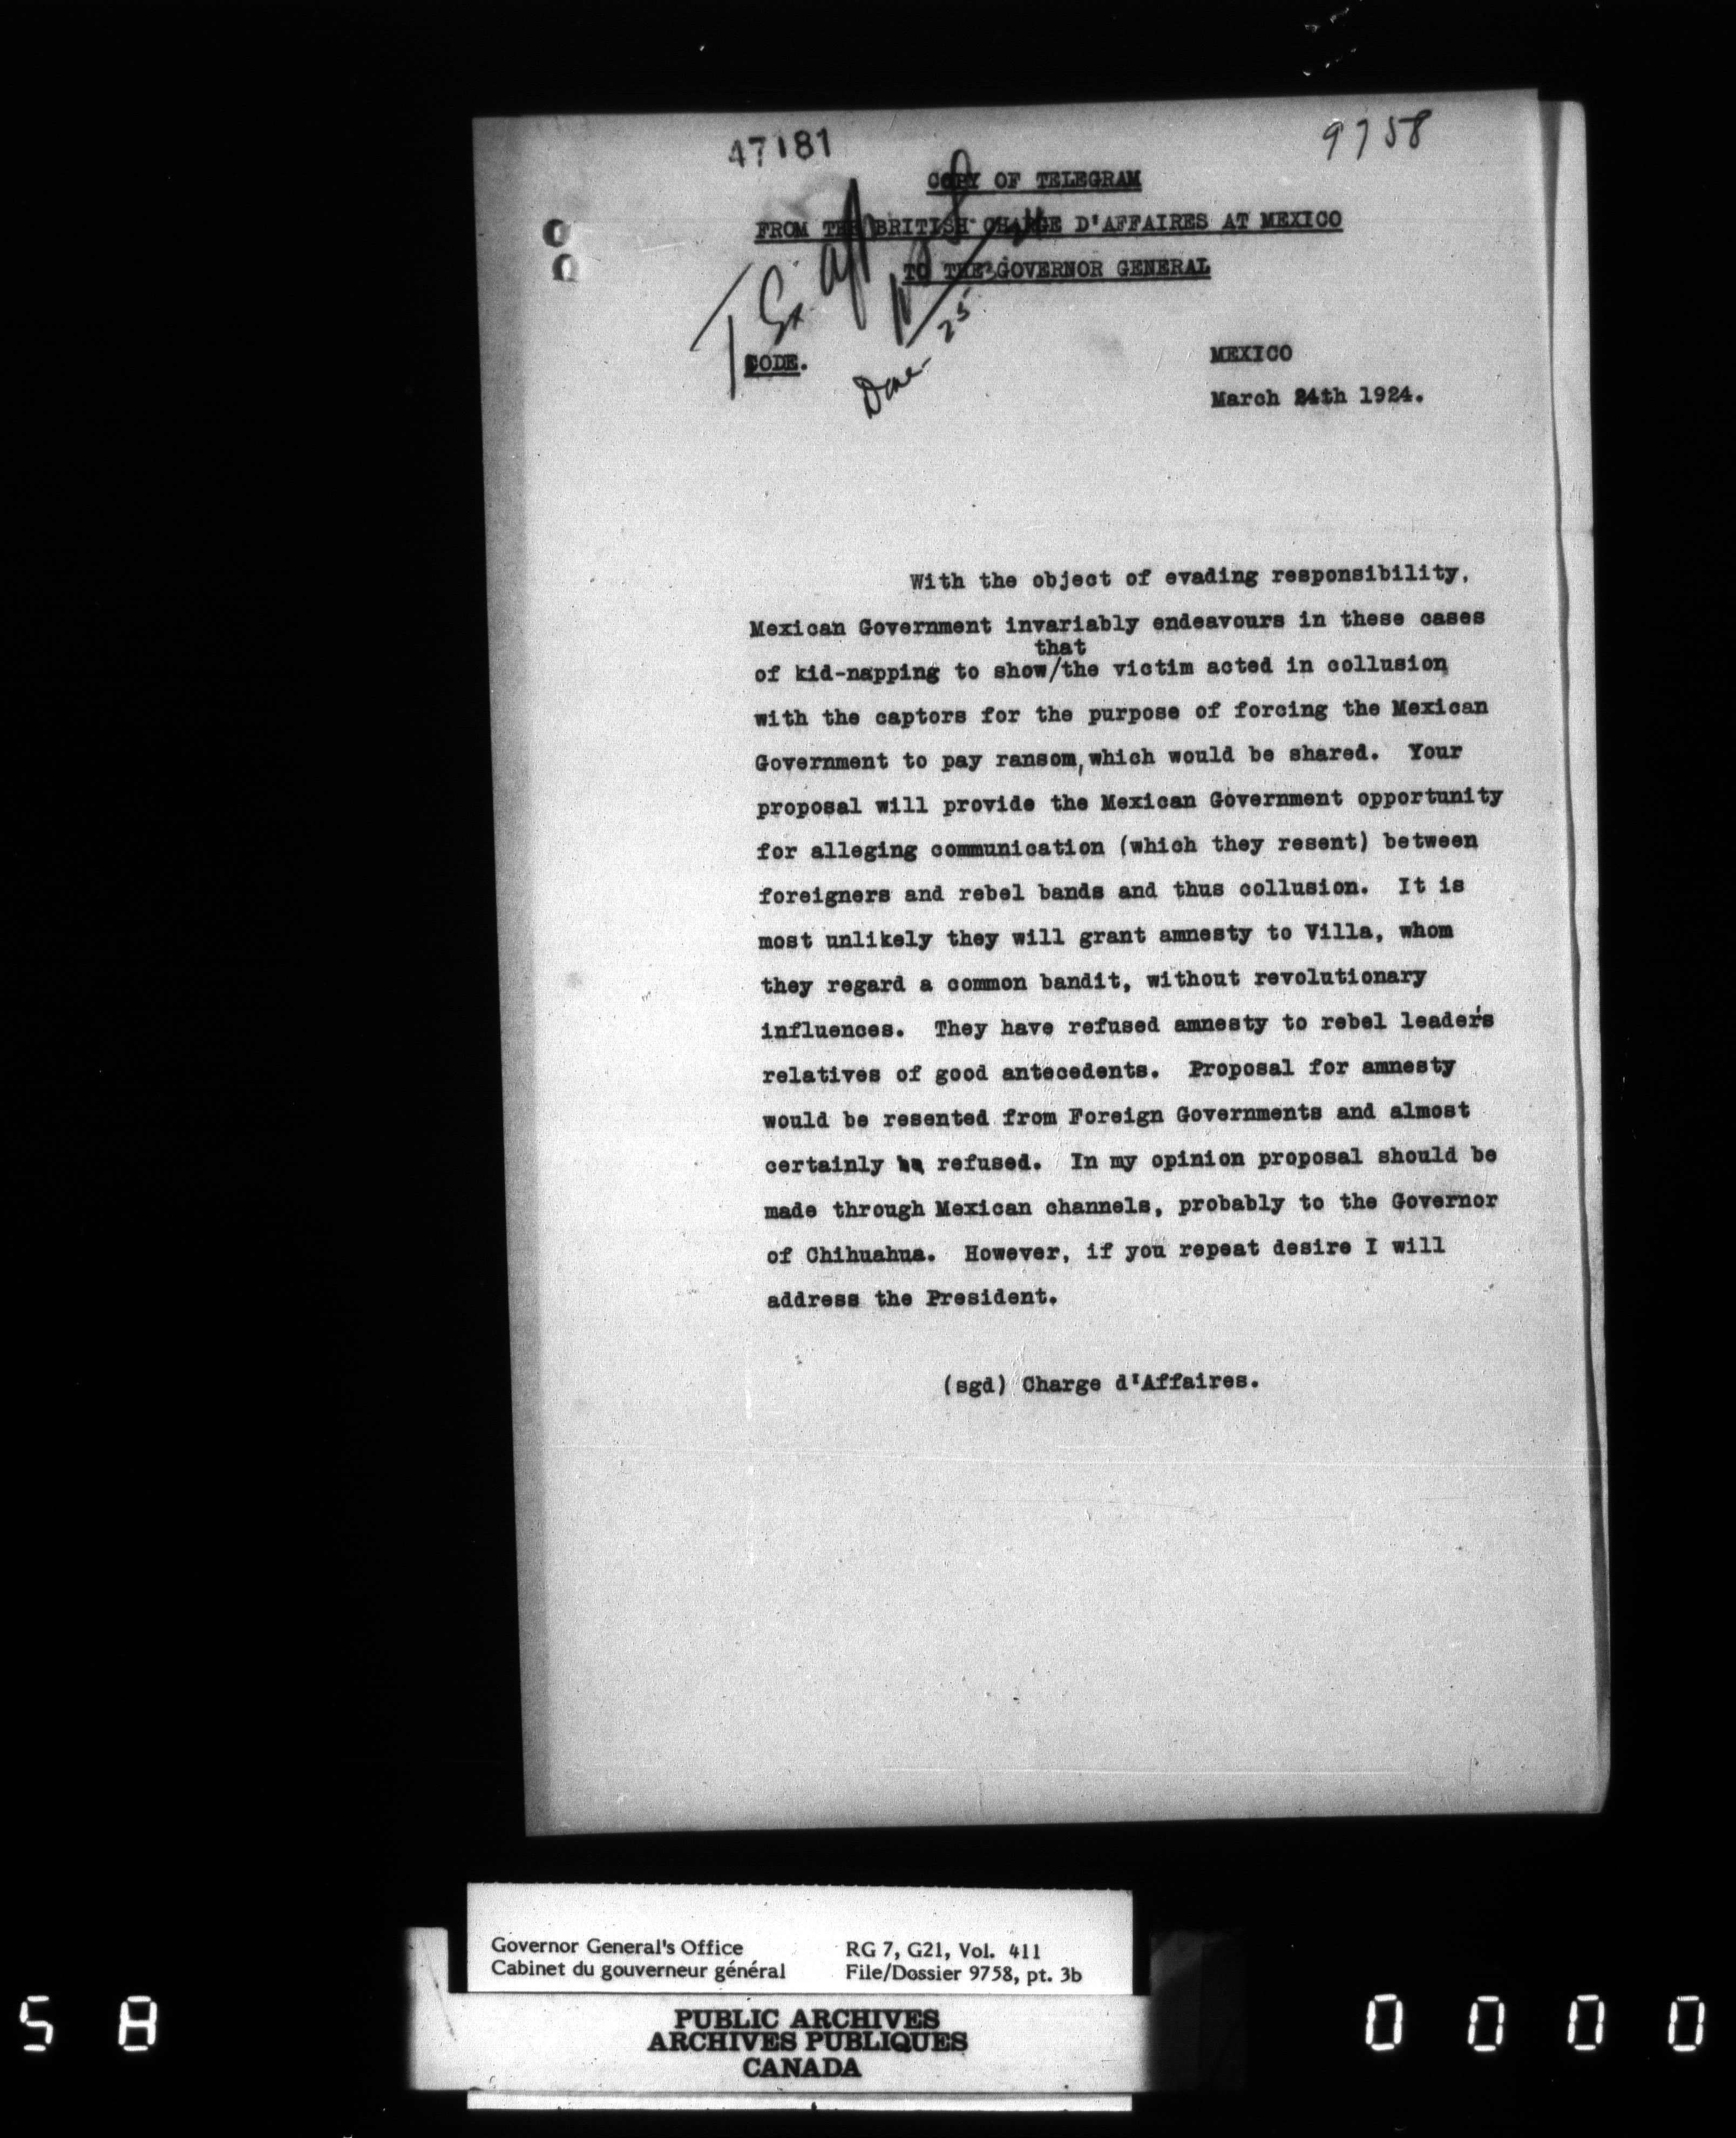 47181
9758
COPY OF TELEGRAM
FROM THE BRITISH CHARGE D'AFFAIRES AT MEXICO
TO THE GOVERNOR GENERAL
CODE.
MEXICO
March 24th 1924.
With the object of evading responsibility,
Mexican Government invariably endeavours in these cases
that
of kid-napping to show/the victim acted in collusion
with the captors for the purpose of forcing the Mexican
Government to pay ransom, which would be shared. Your
proposal will provide the Mexican Government opportunity
for alleging communication (which they resent) between
foreigners and rebel bands and thus collusion. It is
most unlikely they will grant amnesty to Villa, whom
they regard a common bandit, without revolutionary
influences. They have refused amnesty to rebel leader's
relatives of good antecedents. Proposal for amnesty
would be resented from Foreign Governments and almost
certainly be refused. In my opinion proposal should be
made through Mexican channels, probably to the Governor
of Chihuahua. However, if you repeat desire I will
address the President.
(sgd) Charge d'Affaires.
Governor General's Office
Cabinet du gouverneur général
RG 7, G21, Vol. 411
File/Dossier 9758, pt. 3b
PUBLIC ARCHIVES
ARCHIVES PUBLIQUES
CANADA
5 8
0 0 0 0